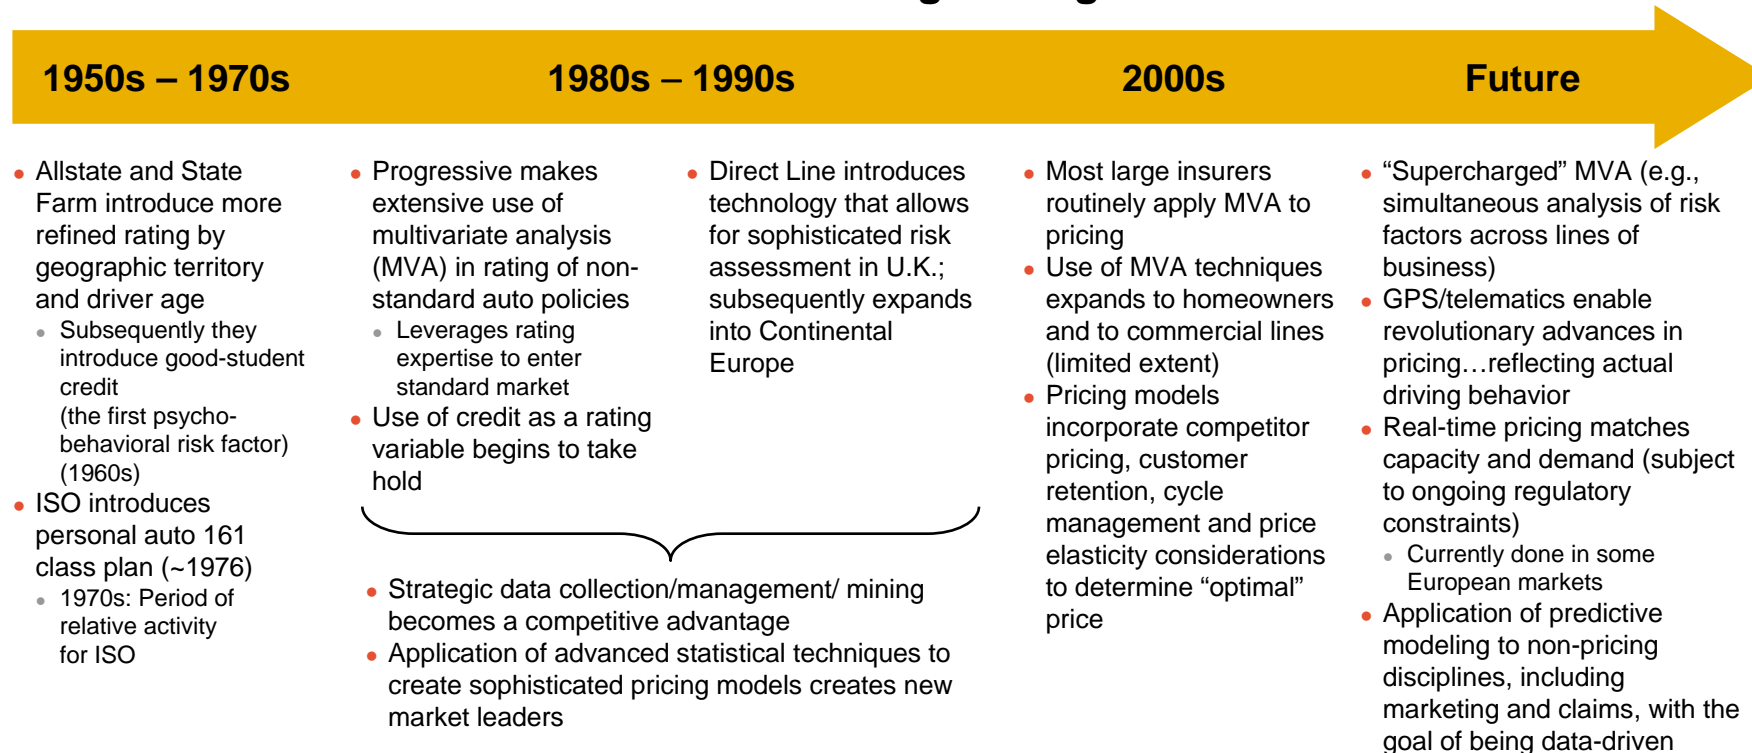 1950s – 1970s
1980s – 1990s
2000s
Future
• Allstate and State
Farm introduce more
refined rating by
geographic territory
and driver age
• Subsequently they
introduce good-student
credit
(the first psycho-
behavioral risk factor)
(1960s)
• ISO introduces
personal auto 161
class plan (~1976)
• 1970s: Period of
relative activity
for ISO
• Progressive makes
extensive use of
multivariate analysis
(MVA) in rating of non-
standard auto policies
• Leverages rating
expertise to enter
standard market
• Use of credit as a rating
variable begins to take
hold
• Direct Line introduces
technology that allows
for sophisticated risk
assessment in U.K.;
subsequently expands
into Continental
Europe
• Strategic data collection/management/ mining
becomes a competitive advantage
• Application of advanced statistical techniques to
create sophisticated pricing models creates new
market leaders
• Most large insurers
routinely apply MVA to
pricing
• Use of MVA techniques
expands to homeowners
and to commercial lines
(limited extent)
• Pricing models
incorporate competitor
pricing, customer
retention, cycle
management and price
elasticity considerations
to determine “optimal”
price
• “Supercharged” MVA (e.g.,
simultaneous analysis of risk
factors across lines of
business)
• GPS/telematics enable
revolutionary advances in
pricing…reflecting actual
driving behavior
• Real-time pricing matches
capacity and demand (subject
to ongoing regulatory
constraints)
• Currently done in some
European markets
• Application of predictive
modeling to non-pricing
disciplines, including
marketing and claims, with the
goal of being data-driven